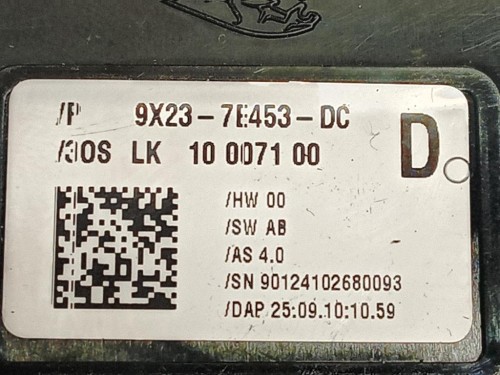 /P 9X23-7E453-DC
/3OS LK 10 0071 00
D
/HW 00
/SW AB
/AS 4.0
/SN 90124102680093
/DAP 25.09.10:10.59